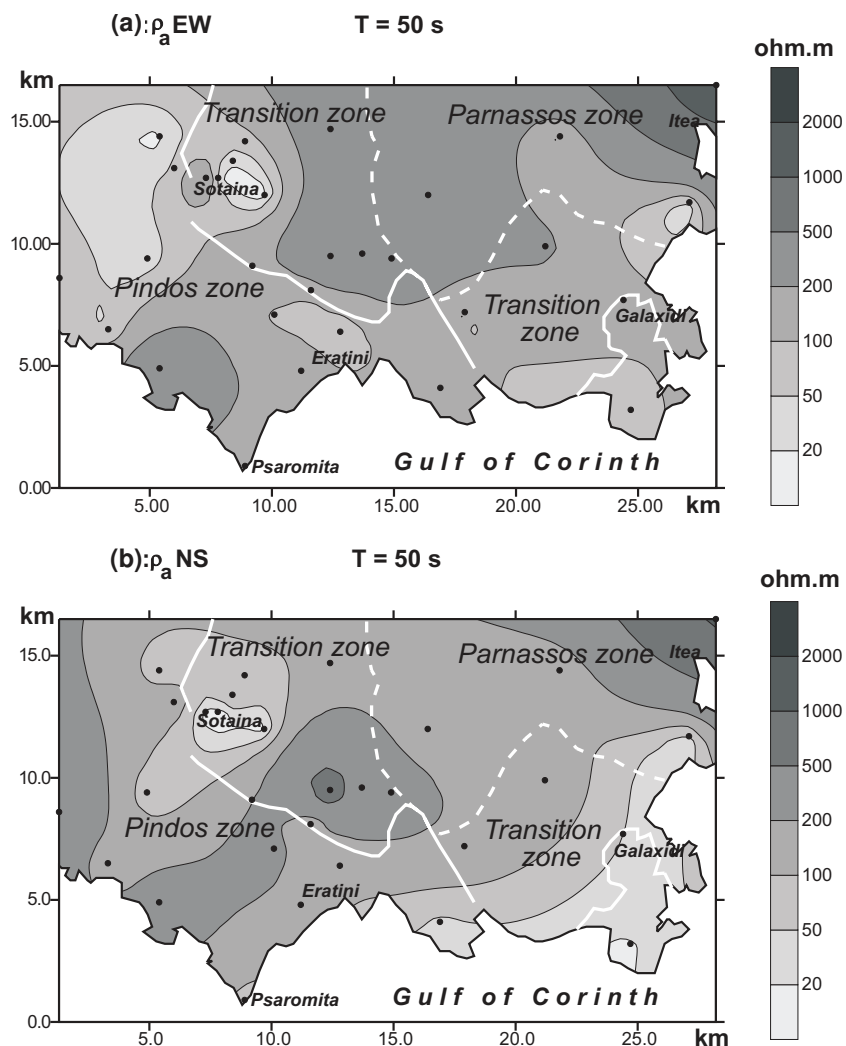 (a):ρa EW T = 50 s
ohm.m
km
Transition zone Parnassos zone
Itea
15.00
2000
Sotaina
1000
500
10.00
Pindos zone
200
Transition
zone
Galaxidi
100
Eratini
5.00
50
20
Psaromita Gulf of Corinth
0.00
5.00 10.00 15.00 20.00 25.00 km
(b):ρa NS T = 50 s
ohm.m
km
Transition zone Parnassos zone
Itea
15.0
2000
Sotaina
1000
500
10.0
Pindos zone
200
Transition
zone
Galaxidi
100
Eratini
5.0
50
20
Psaromita Gulf of Corinth
0.0
5.0 10.0 15.0 20.0 25.0 km